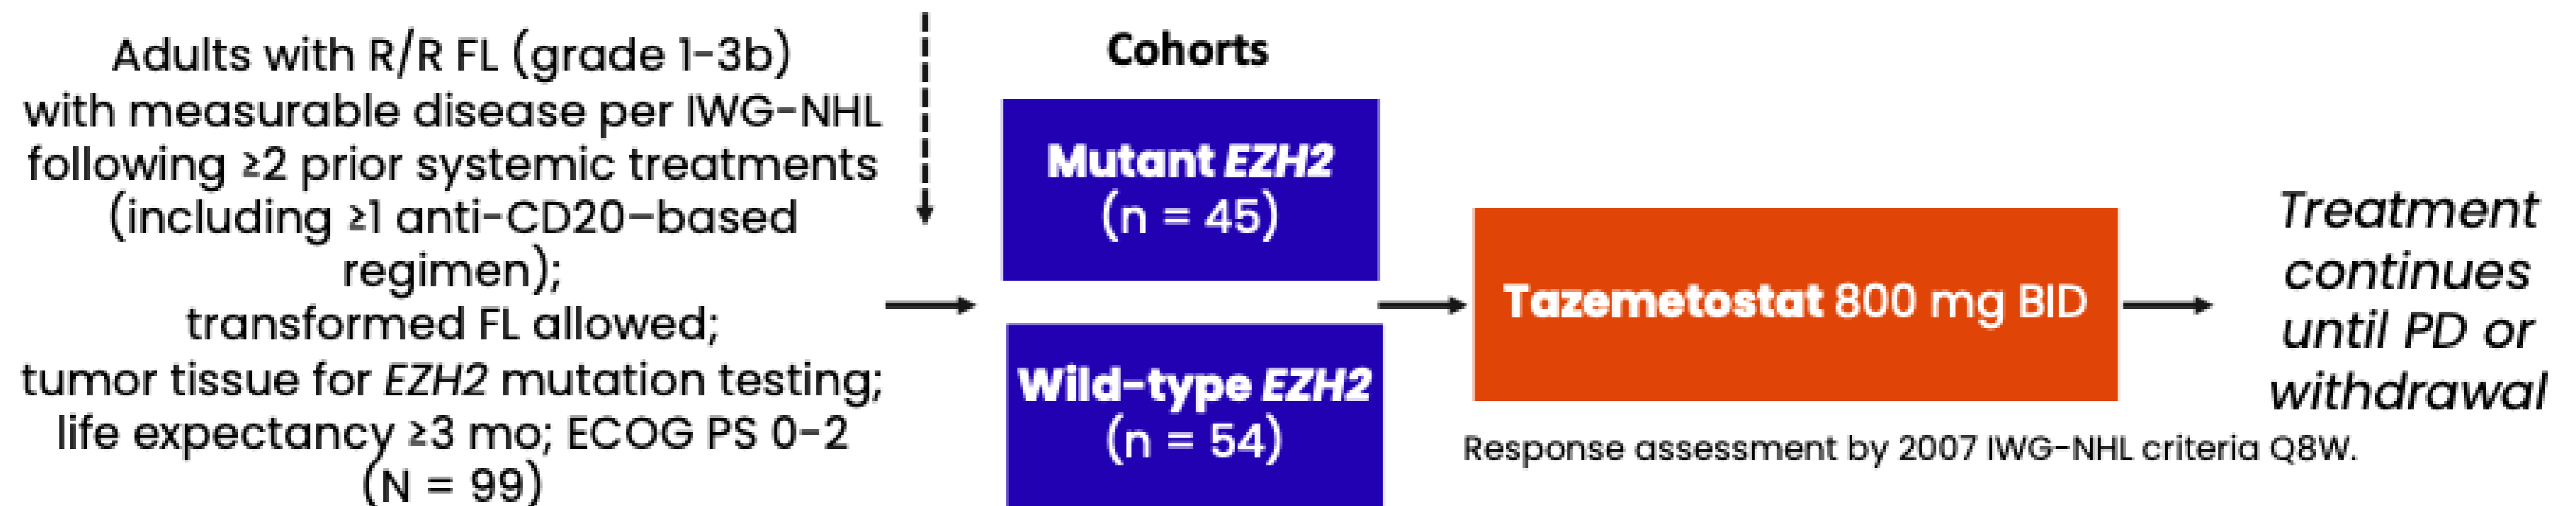 Adults with R/R FL (grade 1-3b)
with measurable disease per IWG-NHL
following ≥2 prior systemic treatments
(including ≥1 anti-CD20–based
regimen);
transformed FL allowed;
tumor tissue for EZH2 mutation testing;
life expectancy ≥3 mo; ECOG PS 0-2
(N = 99)
Cohorts
Mutant EZH2
(n = 45)
Wild-type EZH2
(n = 54)
Tazemetostat 800 mg BID
Response assessment by 2007 IWG-NHL criteria Q8W.
Treatment
continues
until PD or
withdrawal